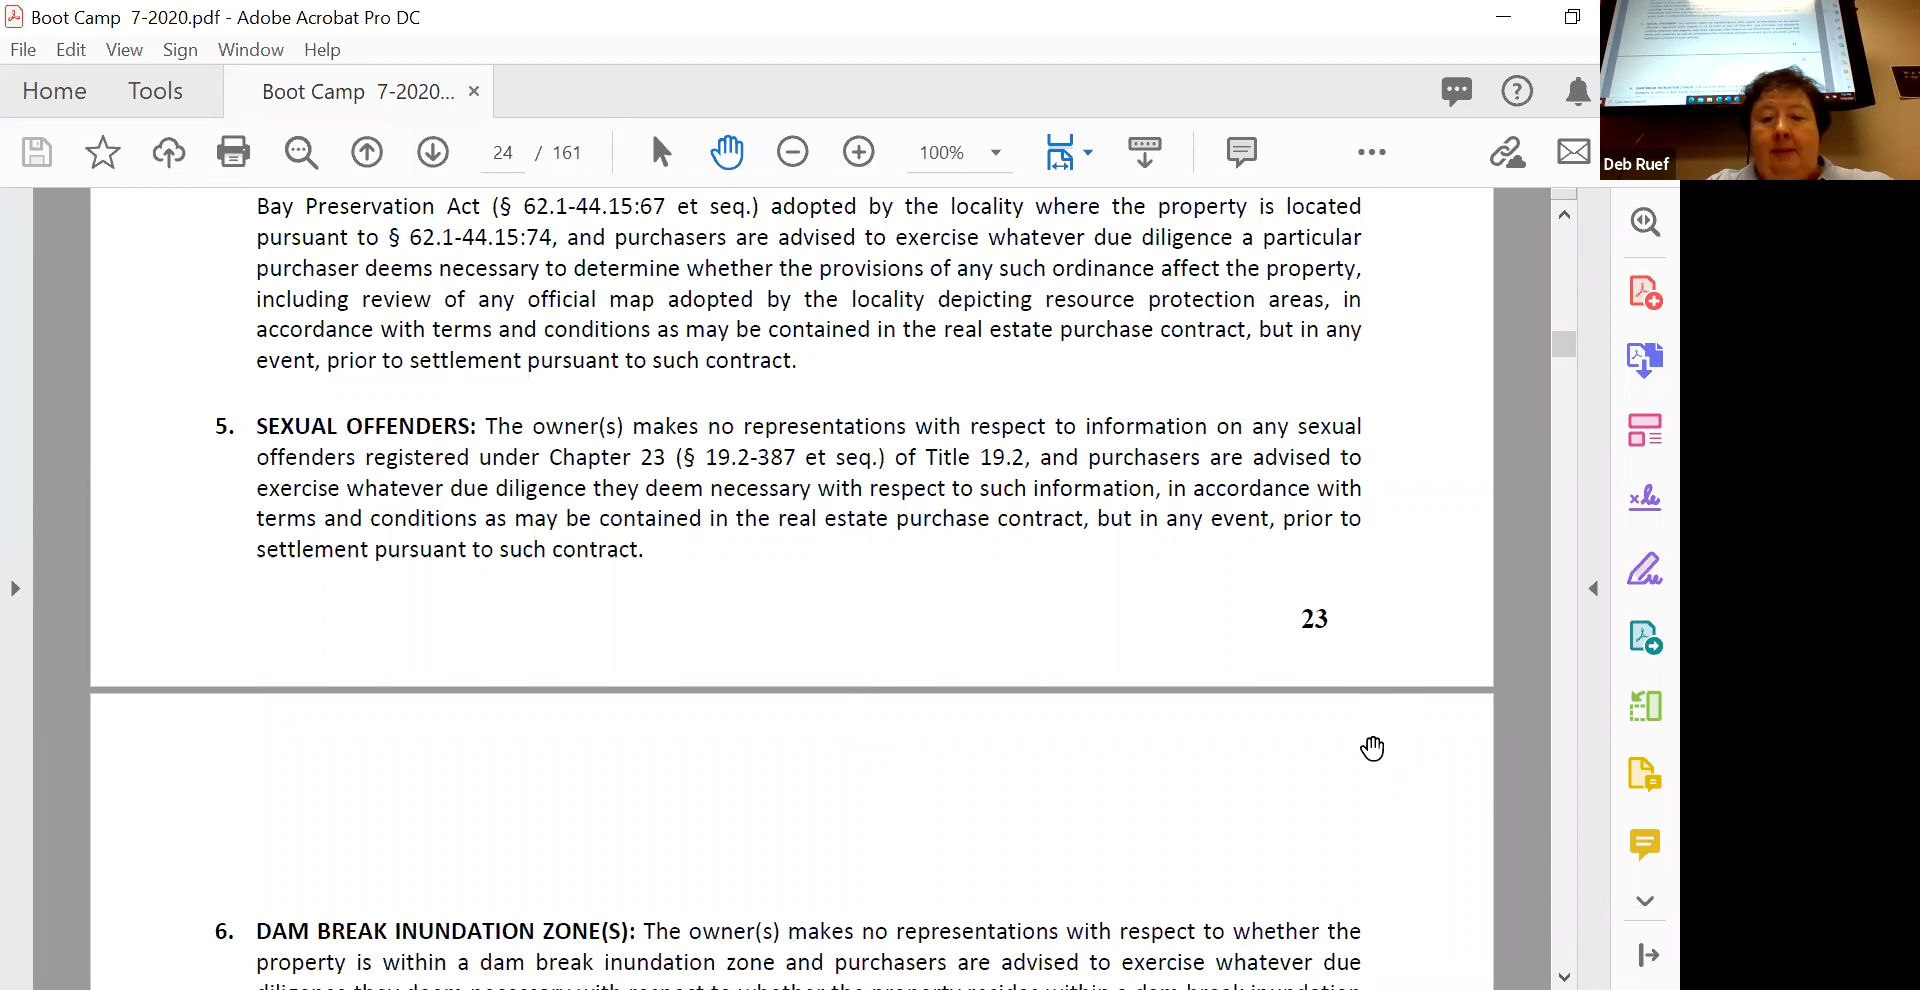 Boot Camp 7-2020.pdf - Adobe Acrobat Pro DC
File Edit View Sign Window Help
Home Tools Boot Camp 7-2020... ×
24 / 161 100%
Deb Ruef
Bay Preservation Act (§ 62.1-44.15:67 et seq.) adopted by the locality where the property is located
pursuant to § 62.1-44.15:74, and purchasers are advised to exercise whatever due diligence a particular
purchaser deems necessary to determine whether the provisions of any such ordinance affect the property,
including review of any official map adopted by the locality depicting resource protection areas, in
accordance with terms and conditions as may be contained in the real estate purchase contract, but in any
event, prior to settlement pursuant to such contract.
5. SEXUAL OFFENDERS: The owner(s) makes no representations with respect to information on any sexual
offenders registered under Chapter 23 (§ 19.2-387 et seq.) of Title 19.2, and purchasers are advised to
exercise whatever due diligence they deem necessary with respect to such information, in accordance with
terms and conditions as may be contained in the real estate purchase contract, but in any event, prior to
settlement pursuant to such contract.
23
6. DAM BREAK INUNDATION ZONE(S): The owner(s) makes no representations with respect to whether the
property is within a dam break inundation zone and purchasers are advised to exercise whatever due